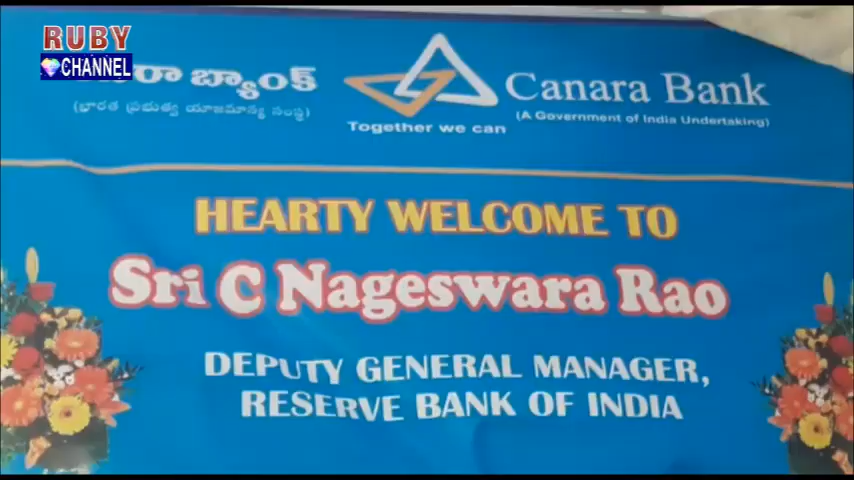 RUBY
CHANNEL
బ్యాంక్
(భారత ప్రభుత్వ యాజమాన్య సంస్థ)
Together we can
Canara Bank
(A Government of India Undertaking)
HEARTY WELCOME TO
Sri C Nageswara Rao
DEPUTY GENERAL MANAGER,
RESERVE BANK OF INDIA